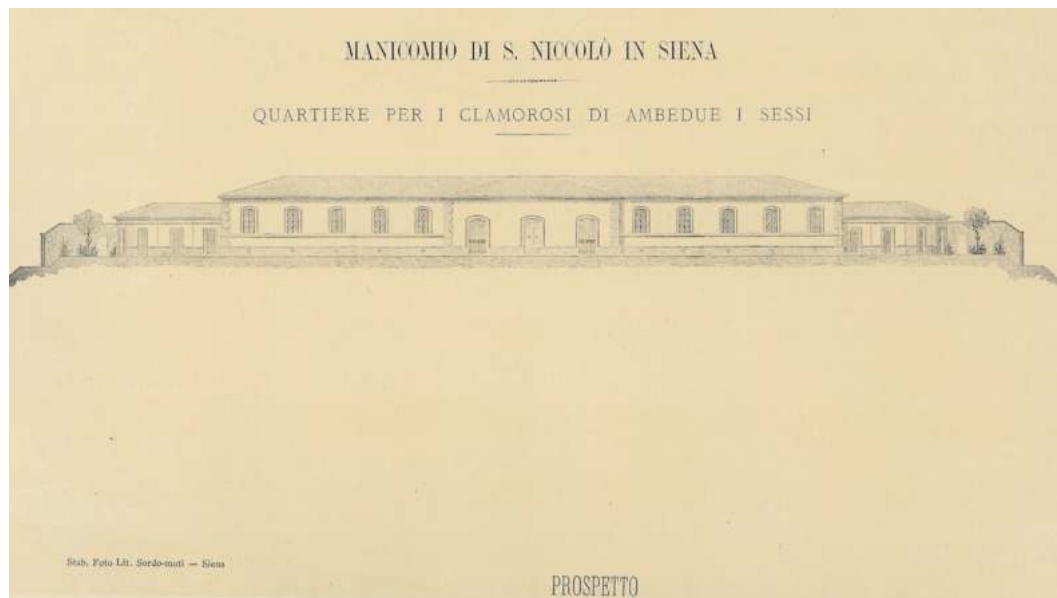 MANICOMIO DI S. NICCOLÒ IN SIENA
QUARTIERE PER I CLAMOROSI DI AMBEDUE I SESSI
Stab. Foto-Lit. Sordo-muti — Siena
PROSPETTO